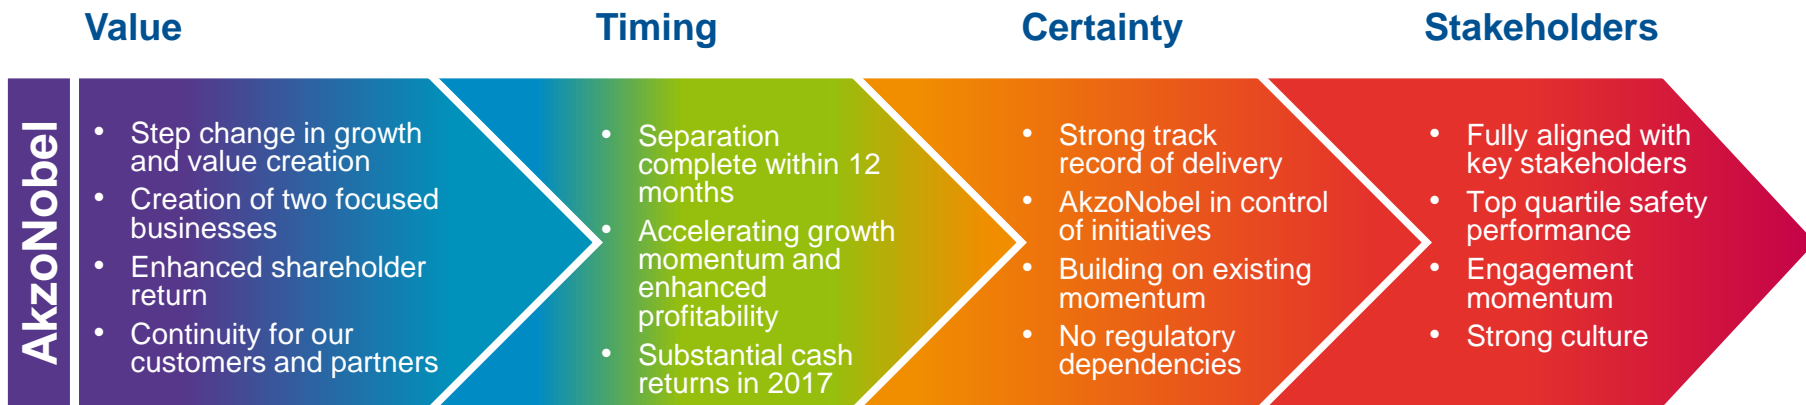 Value
Timing
Certainty
Stakeholders
AkzoNobel
• Step change in growth
and value creation
• Creation of two focused
businesses
• Enhanced shareholder
return
• Continuity for our
customers and partners
• Separation
complete within 12
months
• Accelerating growth
momentum and
enhanced
profitability
• Substantial cash
returns in 2017
• Strong track
record of delivery
• AkzoNobel in control
of initiatives
• Building on existing
momentum
• No regulatory
dependencies
• Fully aligned with
key stakeholders
• Top quartile safety
performance
• Engagement
momentum
• Strong culture